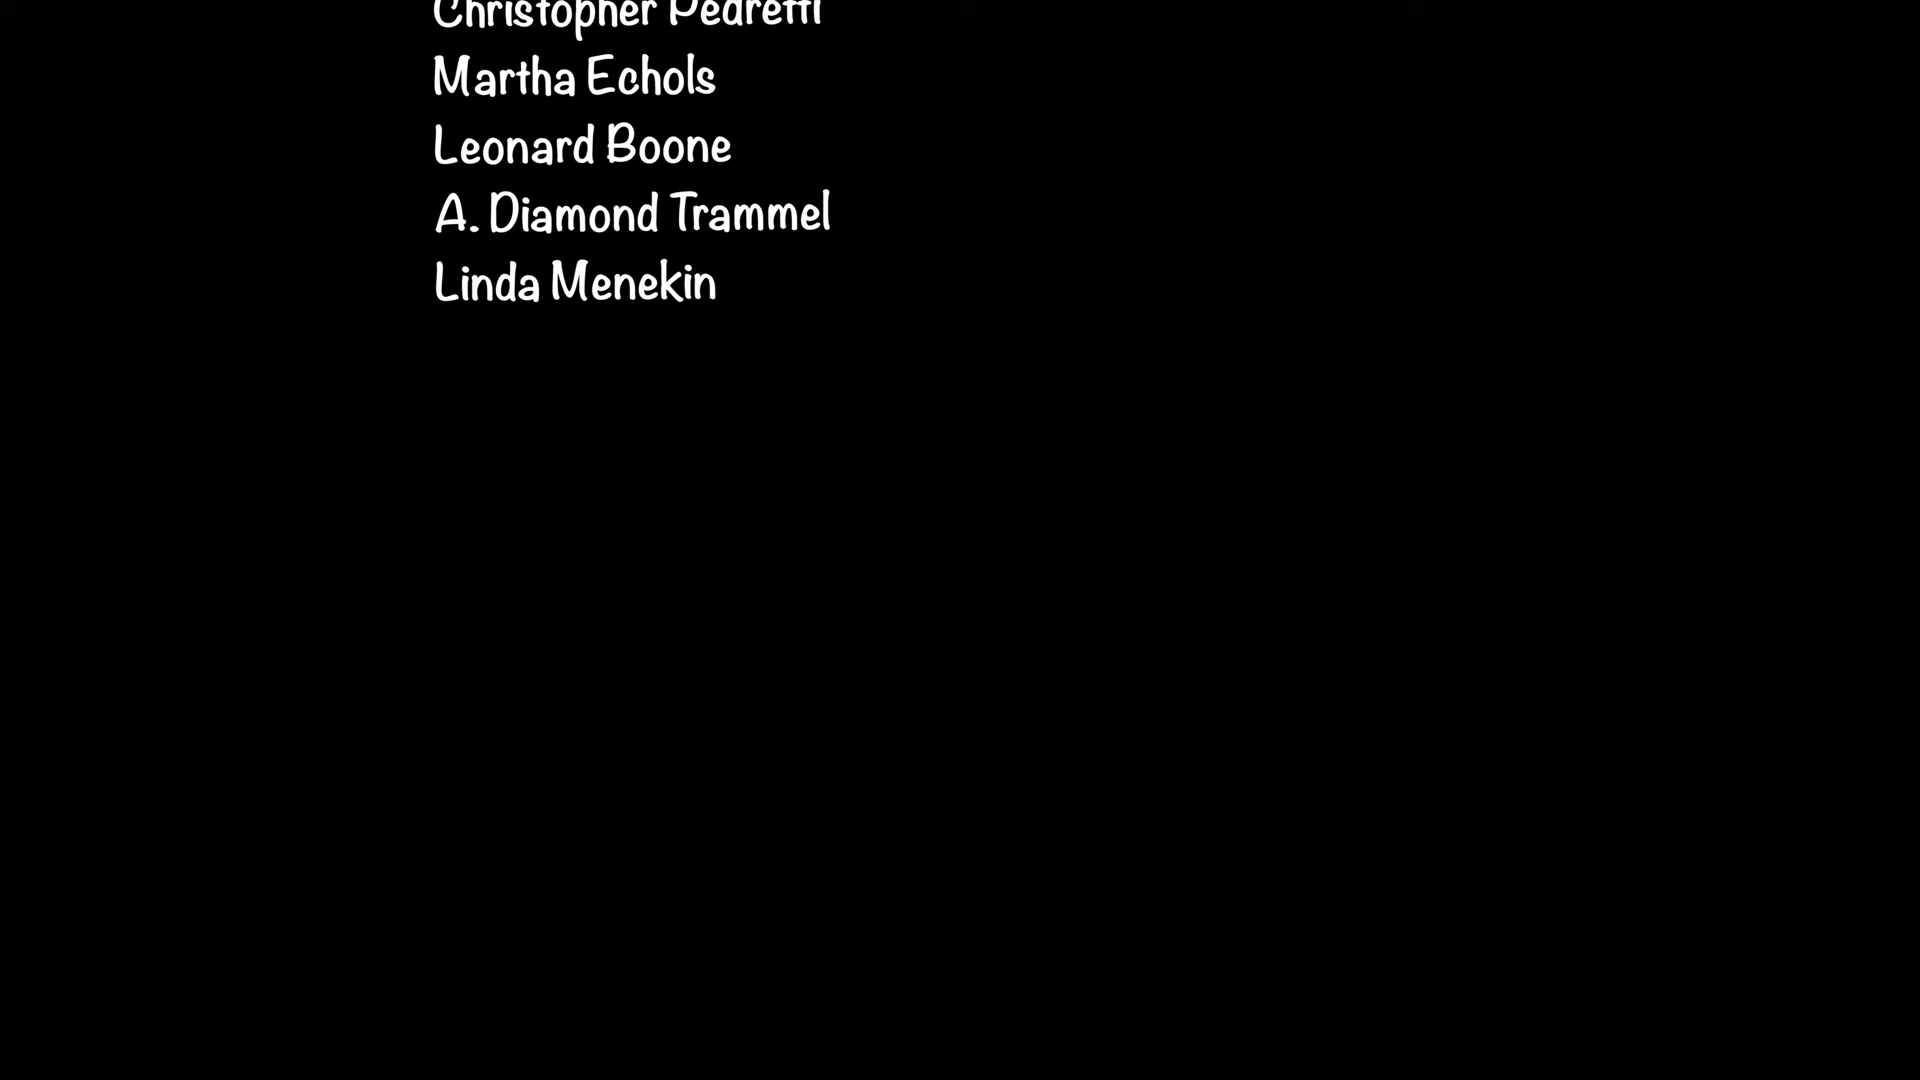 Christopher Pedretti
Martha Echols
Leonard Boone
A. Diamond Trammel
Linda Menekin